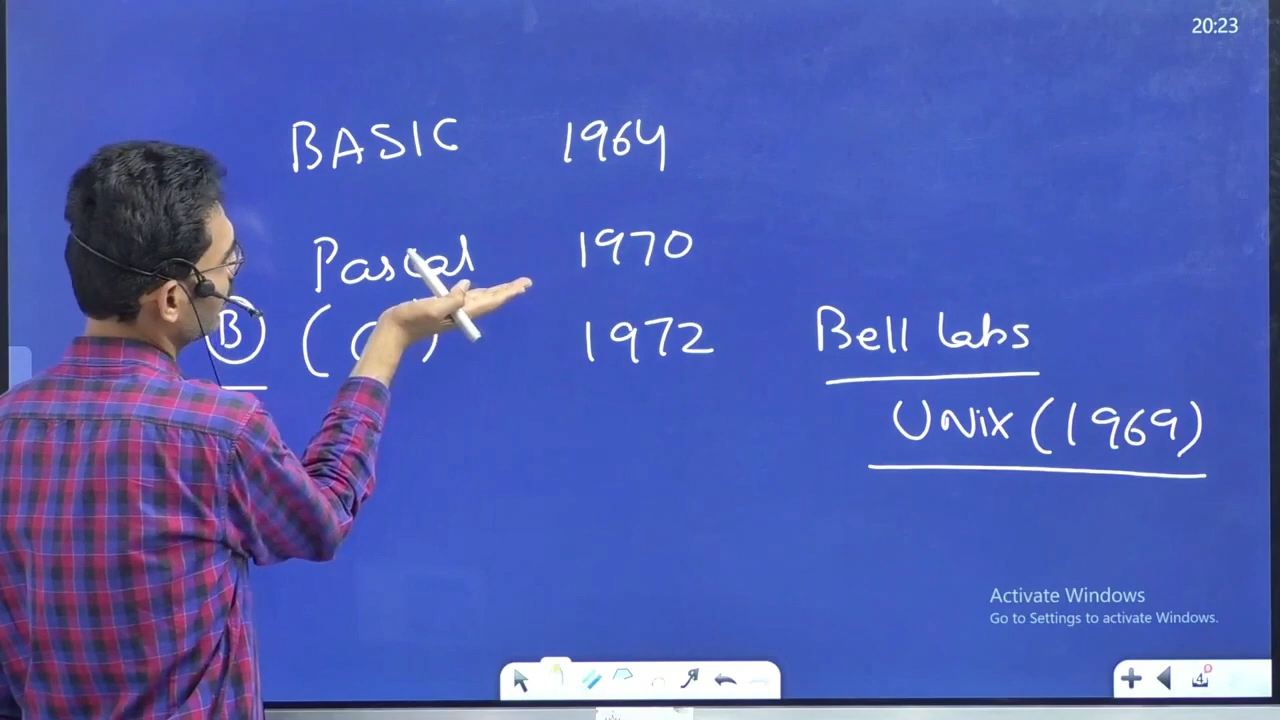 20:23
BASIC 1964
Pascal 1970
B ( C ) 1972 Bell labs
UNix (1969)
Activate Windows
Go to Settings to activate Windows.
4